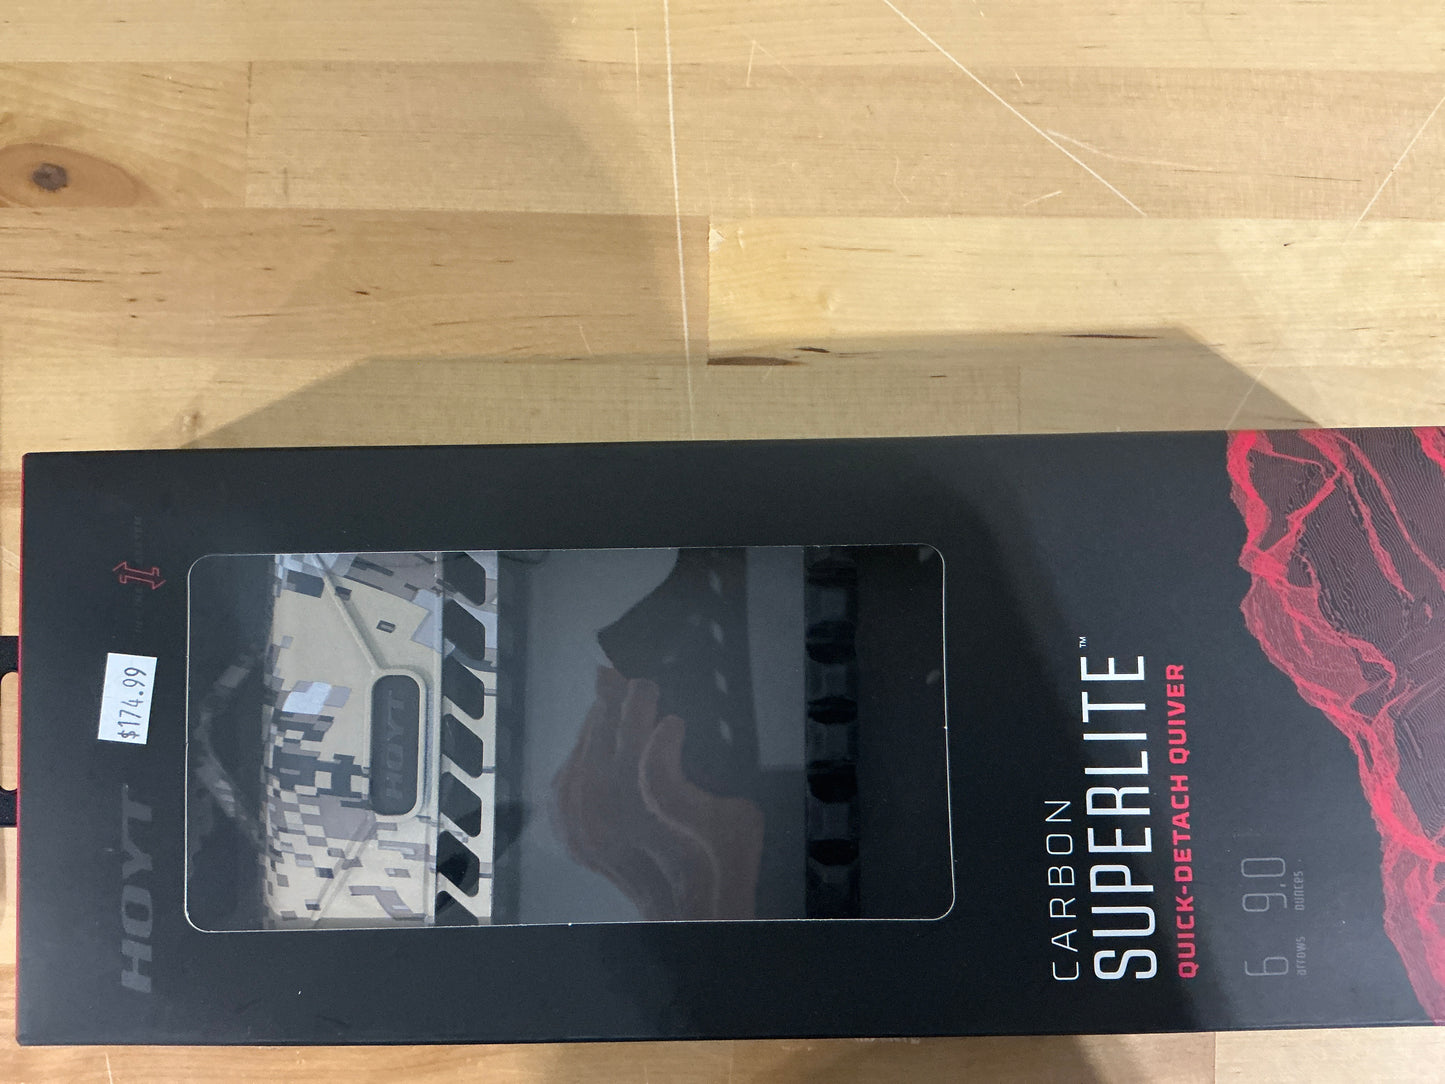 HOYT
$174.99
HOYT
CARBON
SUPERLITE™
QUICK-DETACH QUIVER
6 9.0
arrows ounces